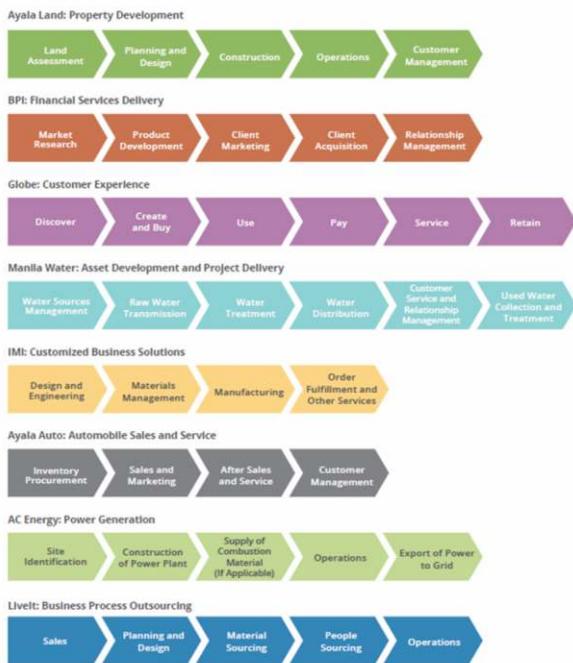 Ayala Land: Property Development
Land
Assessment
Planning and
Design
Construction
Operations
Customer
Management
BPI: Financial Services Delivery
Market
Research
Product
Development
Client
Marketing
Client
Acquisition
Relationship
Management
Globe: Customer Experience
Discover
Create
and Buy
Use
Pay
Service
Retain
Manila Water: Asset Development and Project Delivery
Water Sources
Management
Raw Water
Transmission
Water
Treatment
Water
Distribution
Customer
Service and
Relationship
Management
Used Water
Collection and
Treatment
IMI: Customized Business Solutions
Design and
Engineering
Materials
Management
Manufacturing
Order
Fulfillment and
Other Services
Ayala Auto: Automobile Sales and Service
Inventory
Procurement
Sales and
Marketing
After Sales
and Service
Customer
Management
AC Energy: Power Generation
Site
Identification
Construction
of Power Plant
Supply of
Combustion
Material
(If Applicable)
Operations
Export of Power
to Grid
LiveIt: Business Process Outsourcing
Sales
Planning and
Design
Material
Sourcing
People
Sourcing
Operations